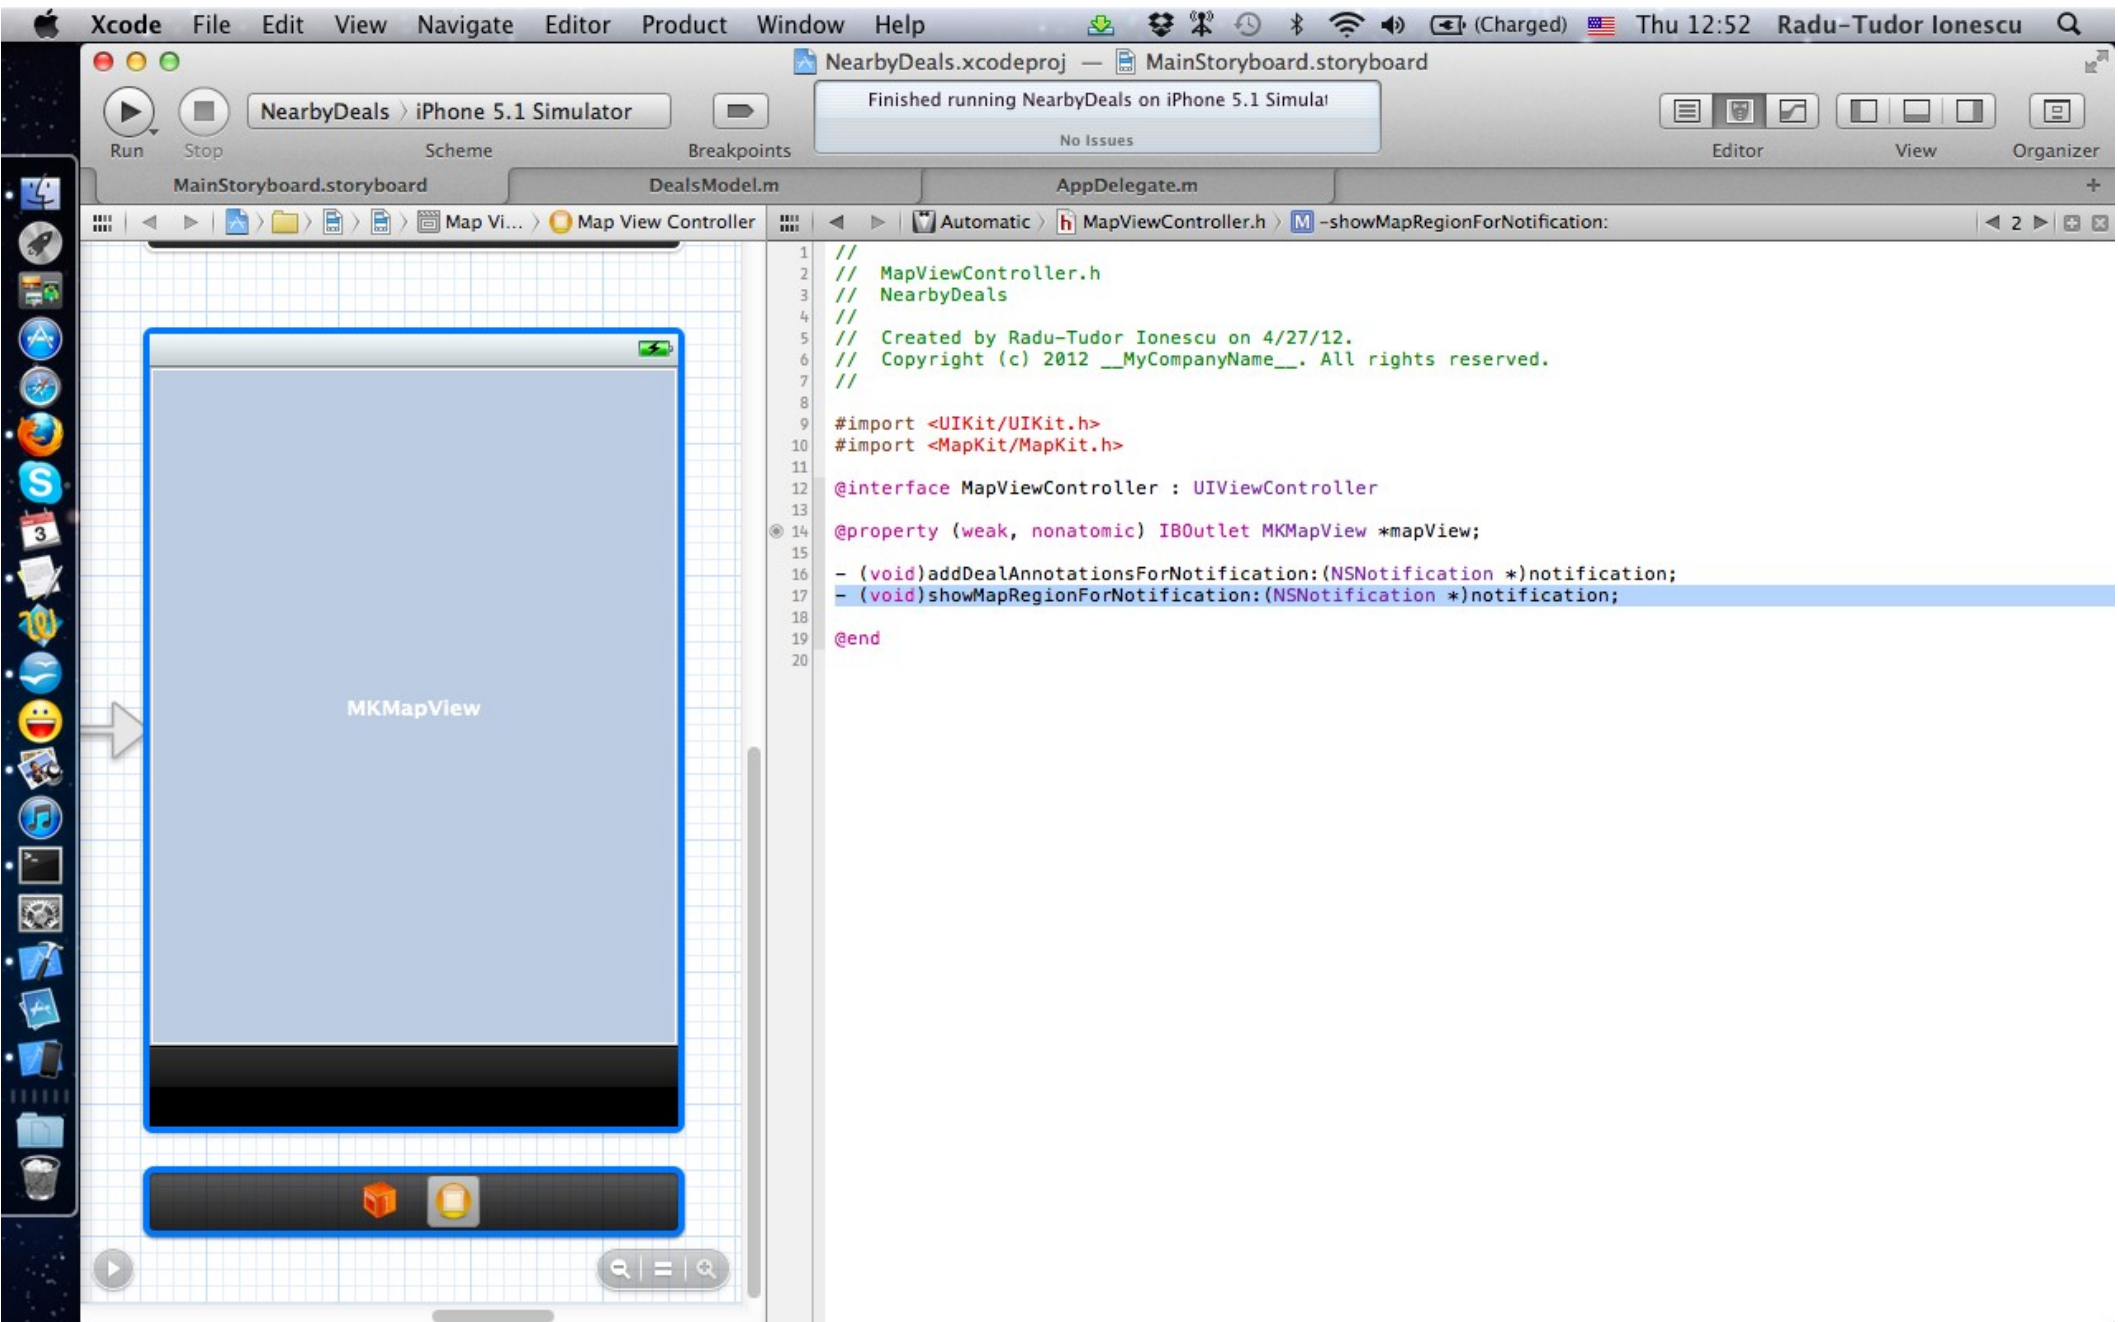 Xcode File Edit View Navigate Editor Product Window Help (Charged) Thu 12:52 Radu-Tudor Ionescu
NearbyDeals.xcodeproj — MainStoryboard.storyboard
NearbyDeals iPhone 5.1 Simulator
Finished running NearbyDeals on iPhone 5.1 Simulat
No Issues
Run Stop Scheme Breakpoints Editor View Organizer
MainStoryboard.storyboard DealsModel.m AppDelegate.m +
Map Vi... Map View Controller
Automatic h MapViewController.h M -showMapRegionForNotification: 2
MKMapView
1 //
2 // MapViewController.h
3 // NearbyDeals
4 //
5 // Created by Radu-Tudor Ionescu on 4/27/12.
6 // Copyright (c) 2012 __MyCompanyName__. All rights reserved.
7 //
8
9 #import <UIKit/UIKit.h>
10 #import <MapKit/MapKit.h>
11
12 @interface MapViewController : UIViewController
13
14 @property (weak, nonatomic) IBOutlet MKMapView *mapView;
15
16 - (void)addDealAnnotationsForNotification:(NSNotification *)notification;
17 - (void)showMapRegionForNotification:(NSNotification *)notification;
18
19 @end
20
3